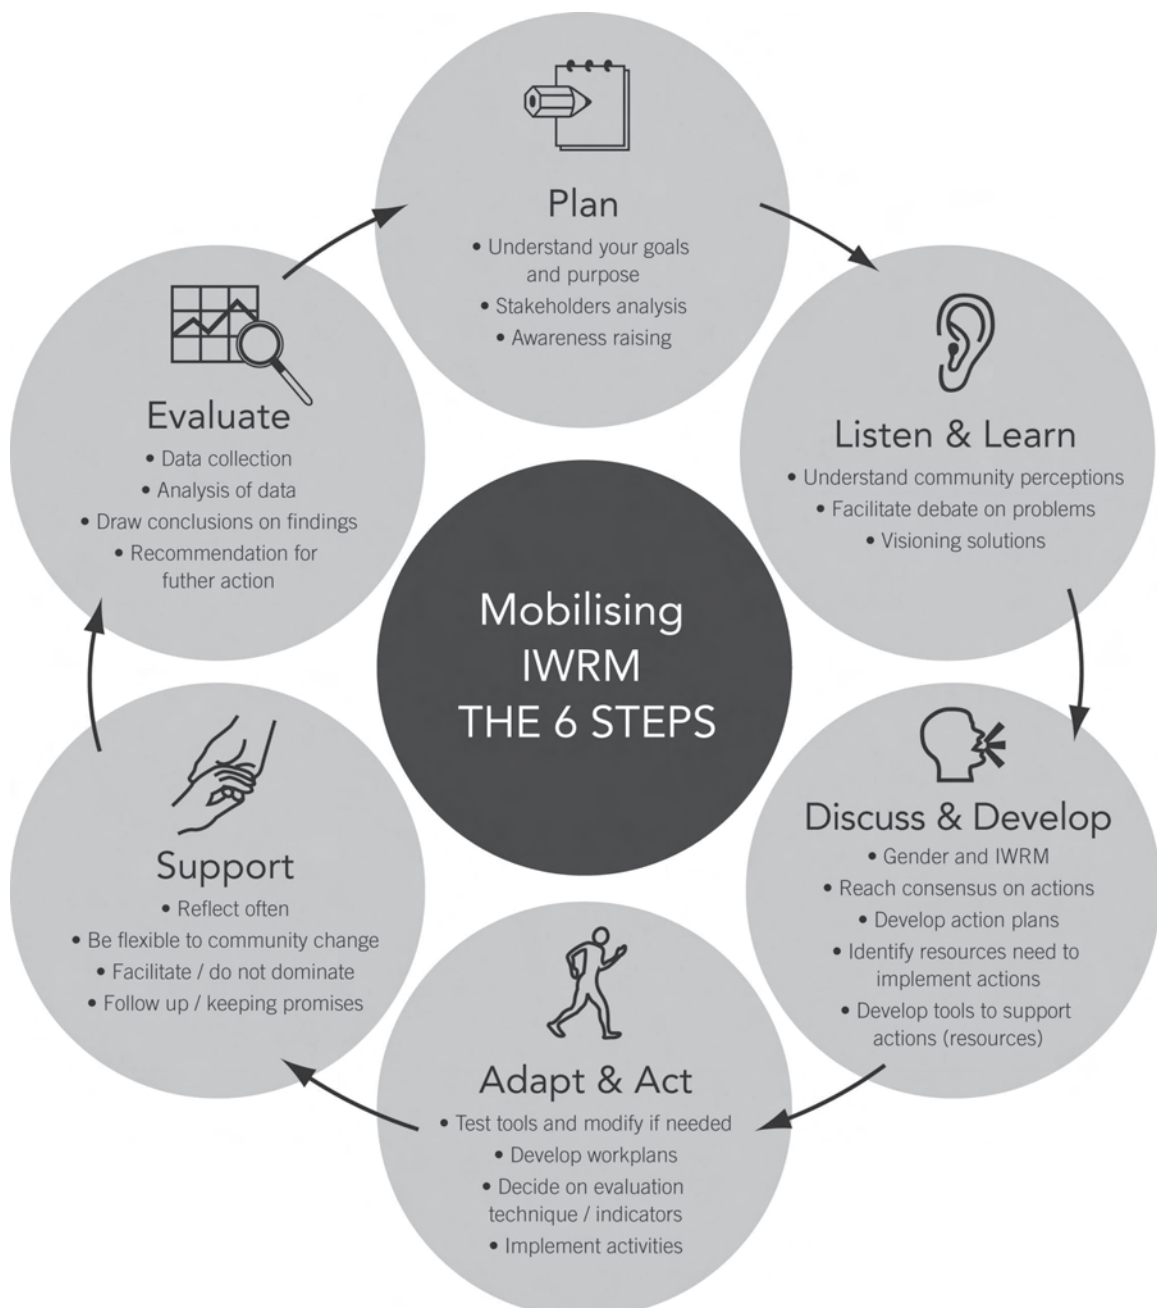 Plan
• Understand your goals
and purpose
• Stakeholders analysis
• Awareness raising
Listen & Learn
• Understand community perceptions
• Facilitate debate on problems
• Visioning solutions
Discuss & Develop
• Gender and IWRM
• Reach consensus on actions
• Develop action plans
• Identify resources need to
implement actions
• Develop tools to support
actions (resources)
Adapt & Act
• Test tools and modify if needed
• Develop workplans
• Decide on evaluation
technique / indicators
• Implement activities
Support
• Reflect often
• Be flexible to community change
• Facilitate / do not dominate
• Follow up / keeping promises
Evaluate
• Data collection
• Analysis of data
• Draw conclusions on findings
• Recommendation for
futher action
Mobilising
IWRM
THE 6 STEPS